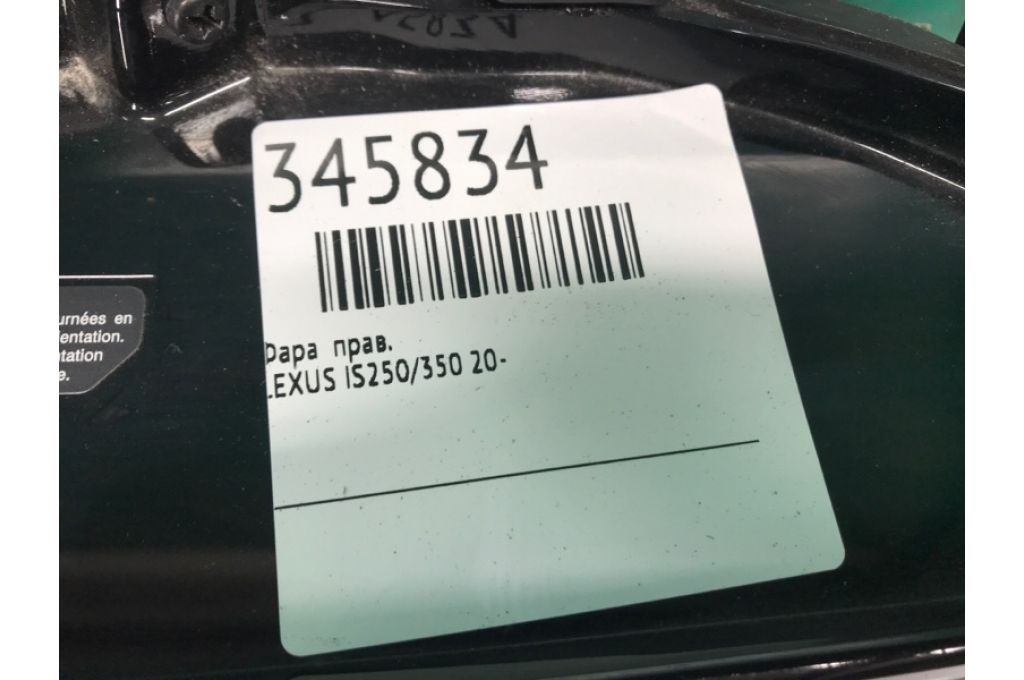 345834
Фара прав.
LEXUS IS250/350 20-
urnées en
entation.
tation
e.